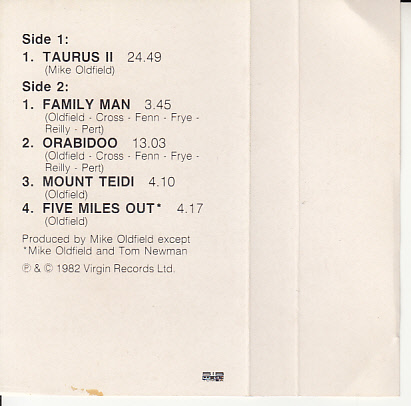 Side 1:
1. TAURUS II 24.49
(Mike Oldfield)
Side 2:
1. FAMILY MAN 3.45
(Oldfield - Cross - Fenn - Frye -
Reilly - Pert)
2. ORABIDOO 13.03
(Oldfield - Cross - Fenn - Frye -
Reilly - Pert)
3. MOUNT TEIDI 4.10
(Oldfield)
4. FIVE MILES OUT* 4.17
(Oldfield)
Produced by Mike Oldfield except
*Mike Oldfield and Tom Newman
℗ & © 1982 Virgin Records Ltd.